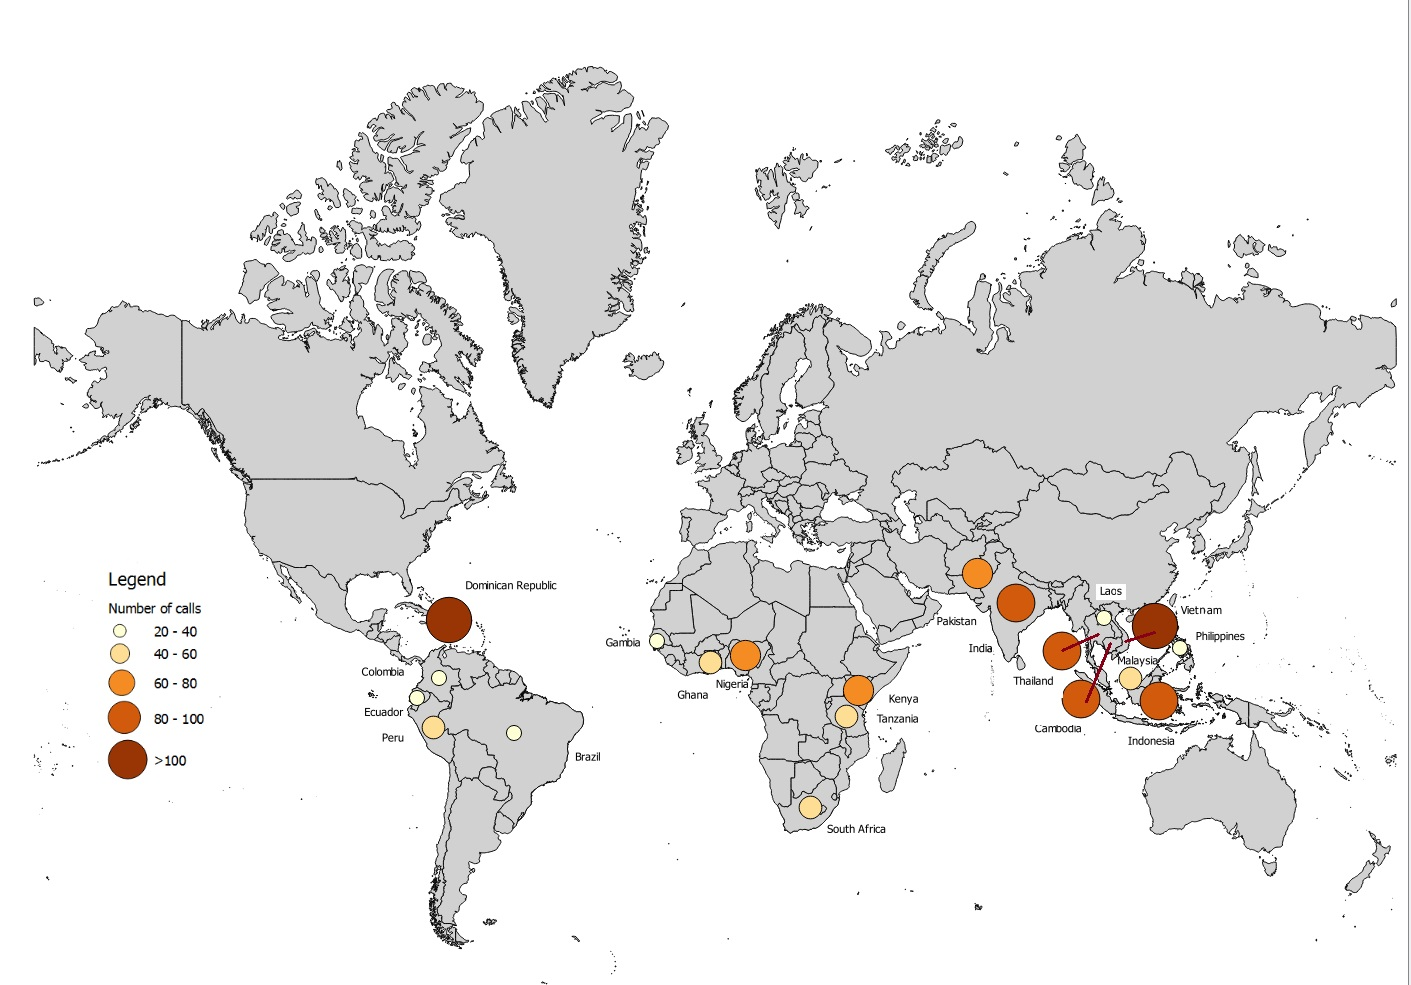 Legend
Number of calls
20 - 40
40 - 60
60 - 80
80 - 100
>100
Dominican Republic
Colombia
Ecuador
Peru
Brazil
Gambia
Ghana
Nigeria
Kenya
Tanzania
South Africa
Pakistan
India
Laos
Vietnam
Philippines
Malaysia
Thailand
Cambodia
Indonesia